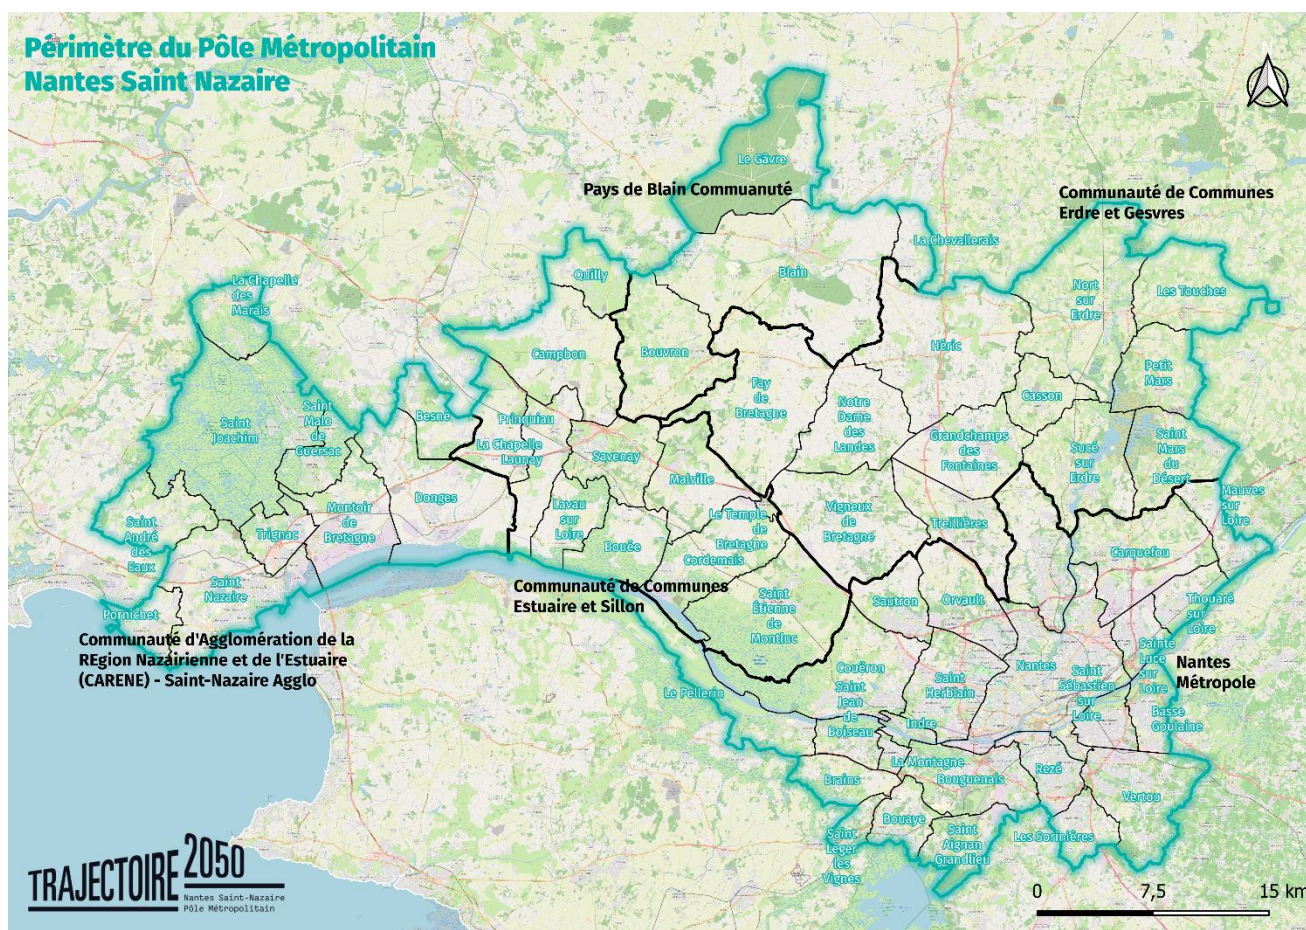 Périmètre du Pôle Métropolitain
Nantes Saint Nazaire
Le Gâvre
Pays de Blain Commuanuté
Communauté de Communes
Erdre et Gesvres
La Chevallerais
Quilly
Blain
Nort
sur
Erdre
Les Touches
La Chapelle
des
Marais
Campbon
Bouvron
Héric
Petit
Mars
Fay
de
Bretagne
Casson
Saint
Joachim
Saint
Malo
de
Guersac
Besné
Prinquiau
La Chapelle
Launay
Savenay
Notre
Dame
des
Landes
Grandchamps
des
Fontaines
Sucé
sur
Erdre
Saint
Mars
du
Désert
Malville
Mauves
sur
Loire
Saint
André
des
Eaux
Trignac
Montoir
de
Bretagne
Donges
Lavau
sur
Loire
Bouée
Le Temple
de
Bretagne
Cordemais
Vigneux
de
Bretagne
Treillières
Carquefou
Saint
Nazaire
Pornichet
Communauté de Communes
Estuaire et Sillon
Saint
Étienne
de
Montluc
Sautron
Orvault
Thouaré
sur
Loire
Communauté d'Agglomération de la
REgion Nazairienne et de l'Estuaire
(CARENE) - Saint-Nazaire Agglo
Le Pellerin
Couëron
Saint
Jean
de
Boiseau
Saint
Herblain
Nantes
Saint
Sébastien
sur
Loire
Sainte
Luce
sur
Loire
Nantes
Métropole
Basse
Goulaine
Indre
La Montagne
Bouguenais
Rezé
Brains
Vertou
Bouaye
Saint
Aignan
Grandlieu
Les Sorinières
Saint
Léger
les
Vignes
TRAJECTOIRE 2050
Nantes Saint-Nazaire
Pôle Métropolitain
0 7,5 15 km